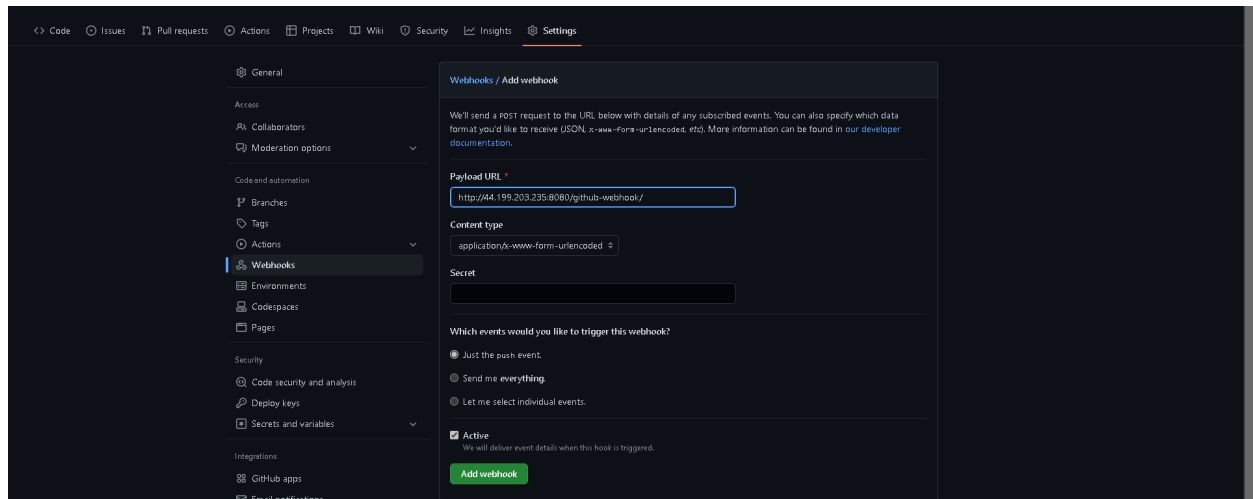 Code Issues Pull requests Actions Projects Wiki Security Insights Settings
General
Access
Collaborators
Moderation options
Code and automation
Branches
Tags
Actions
Webhooks
Environments
Codespaces
Pages
Security
Code security and analysis
Deploy keys
Secrets and variables
Integrations
GitHub apps
Email notifications
Webhooks / Add webhook
We'll send a POST request to the URL below with details of any subscribed events. You can also specify which data
format you'd like to receive (JSON, x-www-form-urlencoded, etc). More information can be found in our developer
documentation.
Payload URL *
http://44.199.203.235:8080/github-webhook/
Content type
application/x-www-form-urlencoded
Secret
Which events would you like to trigger this webhook?
Just the push event.
Send me everything.
Let me select individual events.
Active
We will deliver event details when this hook is triggered.
Add webhook